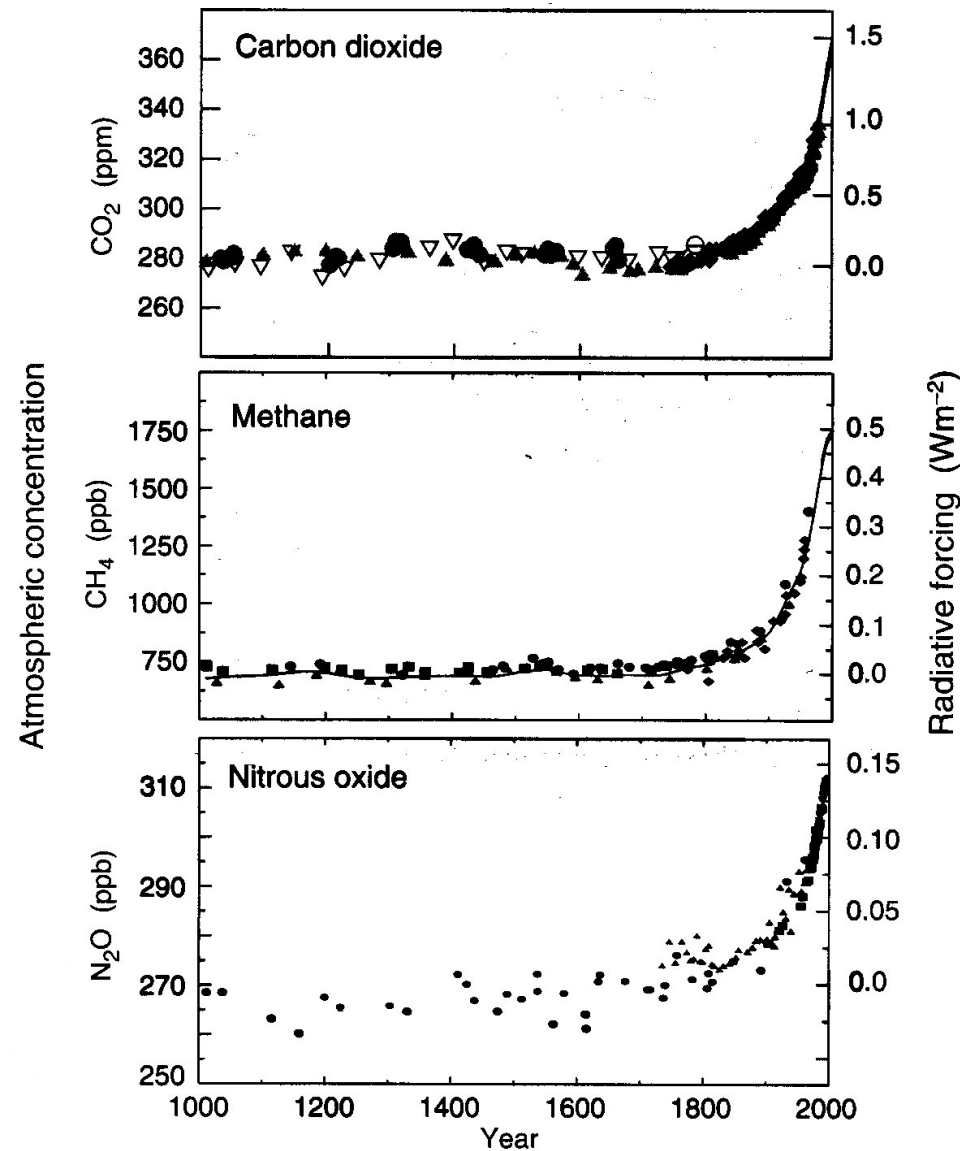 Carbon dioxide
360
340
320
300
280
260
CO₂ (ppm)
1.5
1.0
0.5
0.0
Methane
1750
1500
1250
1000
750
CH₄ (ppb)
0.5
0.4
0.3
0.2
0.1
0.0
Nitrous oxide
310
290
270
250
N₂O (ppb)
0.15
0.10
0.05
0.0
1000 1200 1400 1600 1800 2000
Year
Atmospheric concentration
Radiative forcing (Wm⁻²)